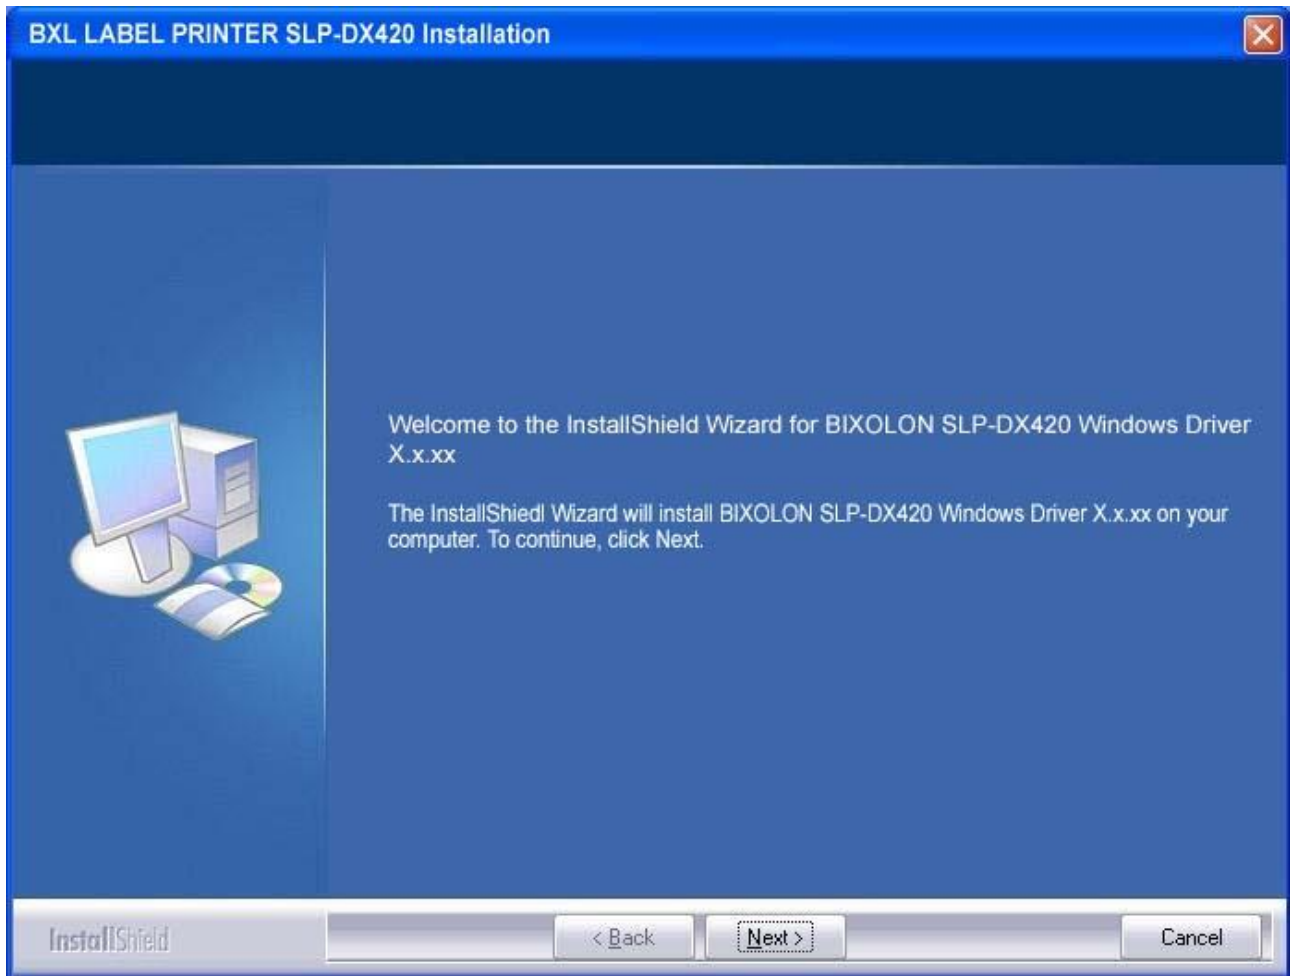 BXL LABEL PRINTER SLP-DX420 Installation
Welcome to the InstallShield Wizard for BIXOLON SLP-DX420 Windows Driver
X.x.xx
The InstallShiedl Wizard will install BIXOLON SLP-DX420 Windows Driver X.x.xx on your
computer. To continue, click Next.
InstallShield
< Back
Next >
Cancel